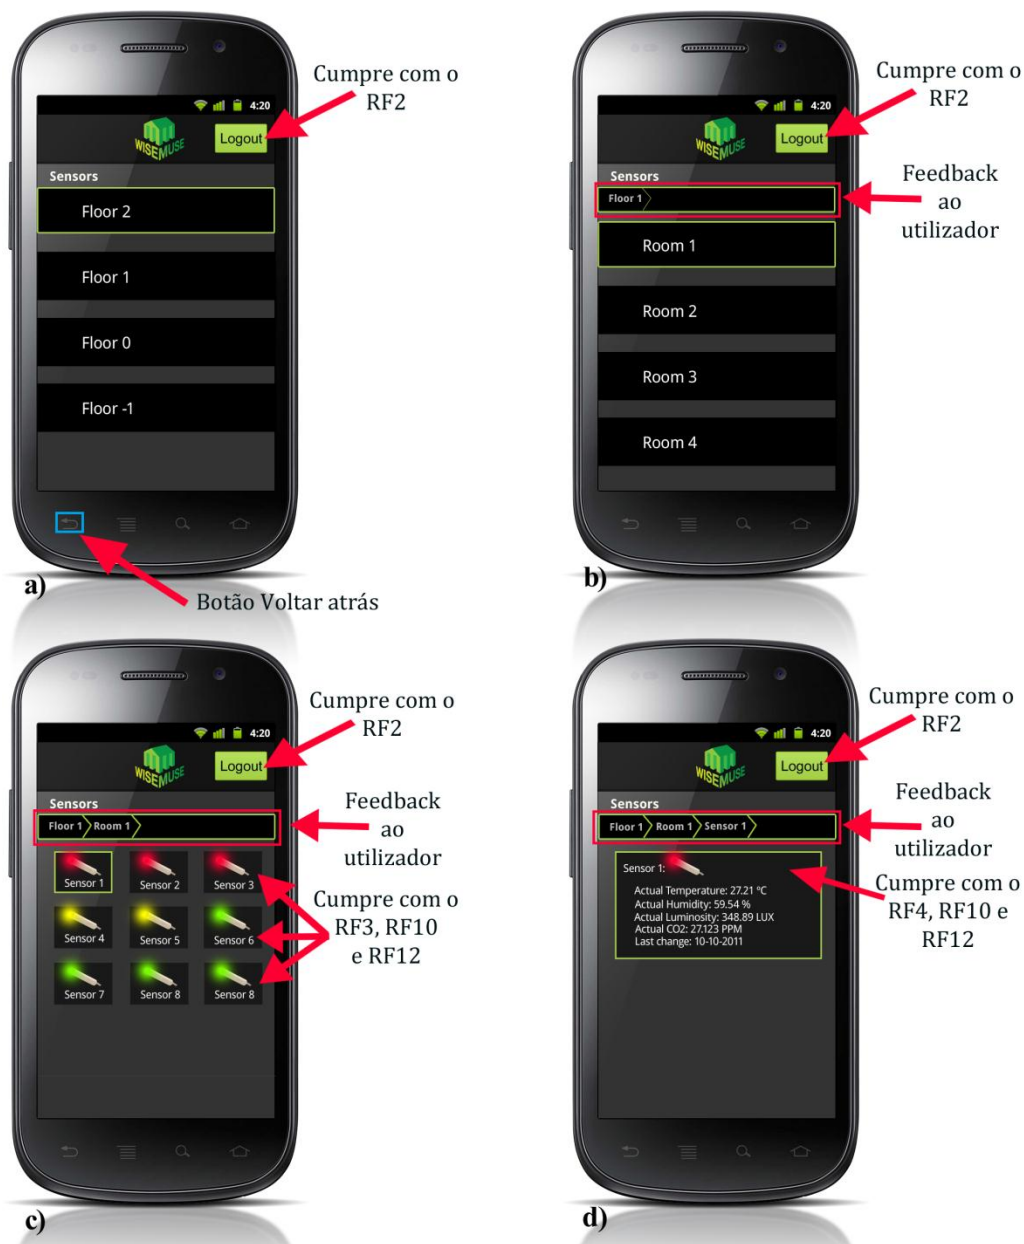 Cumpre com o
RF2
4:20
WISEMUSE
Logout
Sensors
Floor 2
Floor 1
Floor 0
Floor -1
a)
Botão Voltar atrás
Cumpre com o
RF2
4:20
WISEMUSE
Logout
Sensors
Floor 1
Feedback
ao
utilizador
Room 1
Room 2
Room 3
Room 4
b)
Cumpre com o
RF2
4:20
WISEMUSE
Logout
Sensors
Floor 1 Room 1
Feedback
ao
utilizador
Sensor 1 Sensor 2 Sensor 3
Sensor 4 Sensor 5 Sensor 6
Sensor 7 Sensor 8 Sensor 8
Cumpre com o
RF3, RF10
e RF12
c)
Cumpre com o
RF2
4:20
WISEMUSE
Logout
Sensors
Floor 1 Room 1 Sensor 1
Feedback
ao
utilizador
Sensor 1:
Actual Temperature: 27.21 ºC
Actual Humidity: 59.54 %
Actual Luminosity: 348.89 LUX
Actual CO2: 27.123 PPM
Last change: 10-10-2011
Cumpre com o
RF4, RF10 e
RF12
d)